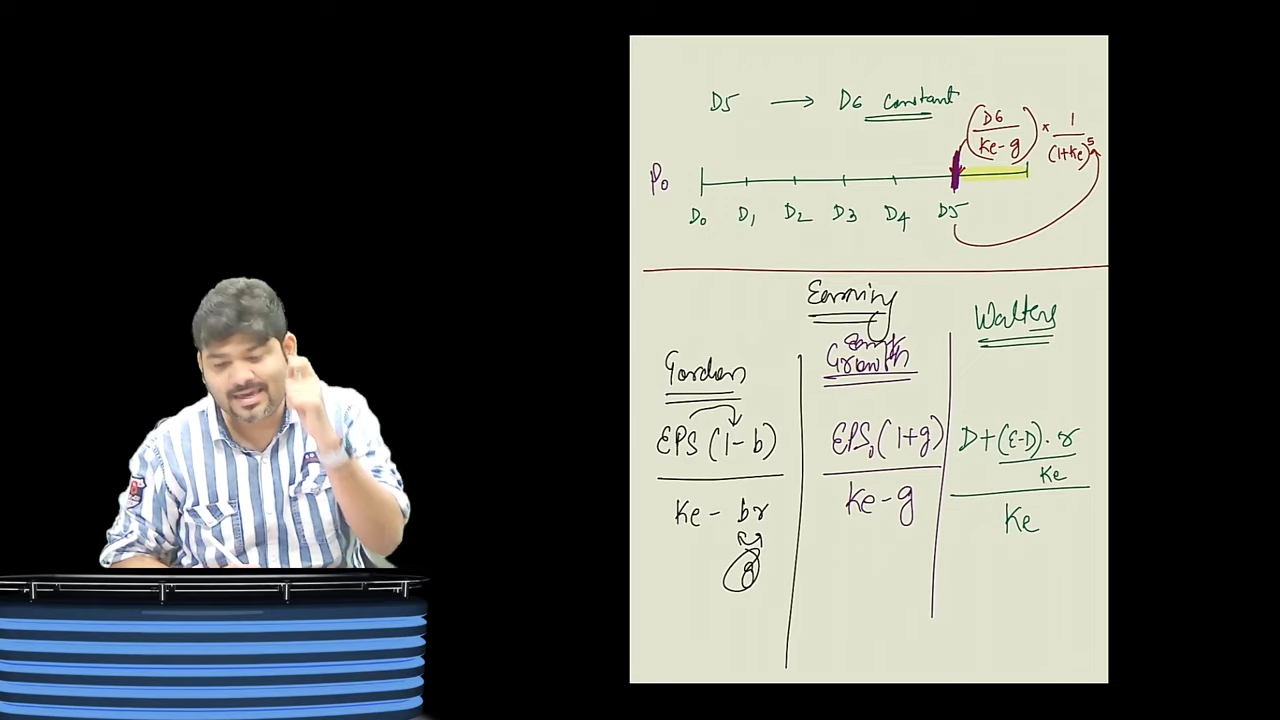 D5 → D6 constant
(D6 / Ke-g) × 1 / (1+Ke)^5
P0
D0 D1 D2 D3 D4 D5
Earning
Gordon
EPS (1-b)
Ke - br
g
Growth
EPS0 (1+g)
Ke-g
Walters
D+(E-D)·r
Ke
Ke